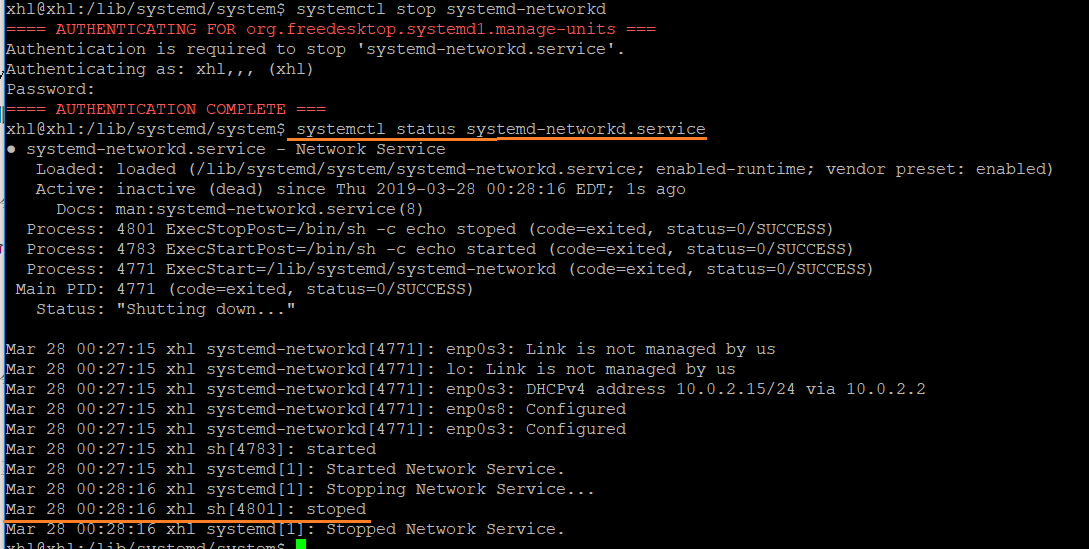 xhl@xhl:/lib/systemd/system$ systemctl stop systemd-networkd
==== AUTHENTICATING FOR org.freedesktop.systemd1.manage-units ===
Authentication is required to stop 'systemd-networkd.service'.
Authenticating as: xhl,,, (xhl)
Password:
==== AUTHENTICATION COMPLETE ===
xhl@xhl:/lib/systemd/system$ systemctl status systemd-networkd.service
● systemd-networkd.service - Network Service
   Loaded: loaded (/lib/systemd/system/systemd-networkd.service; enabled-runtime; vendor preset: enabled)
   Active: inactive (dead) since Thu 2019-03-28 00:28:16 EDT; 1s ago
     Docs: man:systemd-networkd.service(8)
  Process: 4801 ExecStopPost=/bin/sh -c echo stoped (code=exited, status=0/SUCCESS)
  Process: 4783 ExecStartPost=/bin/sh -c echo started (code=exited, status=0/SUCCESS)
  Process: 4771 ExecStart=/lib/systemd/systemd-networkd (code=exited, status=0/SUCCESS)
 Main PID: 4771 (code=exited, status=0/SUCCESS)
   Status: "Shutting down..."
Mar 28 00:27:15 xhl systemd-networkd[4771]: enp0s3: Link is not managed by us
Mar 28 00:27:15 xhl systemd-networkd[4771]: lo: Link is not managed by us
Mar 28 00:27:15 xhl systemd-networkd[4771]: enp0s3: DHCPv4 address 10.0.2.15/24 via 10.0.2.2
Mar 28 00:27:15 xhl systemd-networkd[4771]: enp0s8: Configured
Mar 28 00:27:15 xhl systemd-networkd[4771]: enp0s3: Configured
Mar 28 00:27:15 xhl sh[4783]: started
Mar 28 00:27:15 xhl systemd[1]: Started Network Service.
Mar 28 00:28:16 xhl systemd[1]: Stopping Network Service...
Mar 28 00:28:16 xhl sh[4801]: stoped
Mar 28 00:28:16 xhl systemd[1]: Stopped Network Service.
xhl@xhl:/lib/systemd/system$